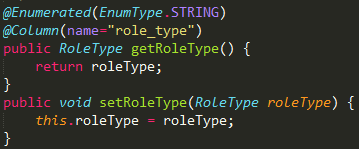 @Enumerated(EnumType.STRING)
@Column(name="role_type")
public RoleType getRoleType() {
    return roleType;
}
public void setRoleType(RoleType roleType) {
    this.roleType = roleType;
}